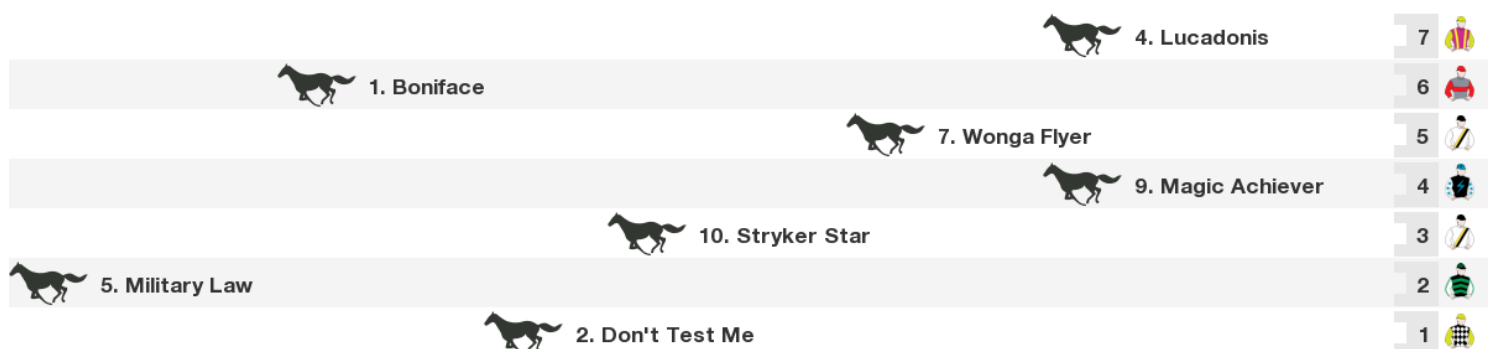 4. Lucadonis 7
1. Boniface 6
7. Wonga Flyer 5
9. Magic Achiever 4
10. Stryker Star 3
5. Military Law 2
2. Don't Test Me 1